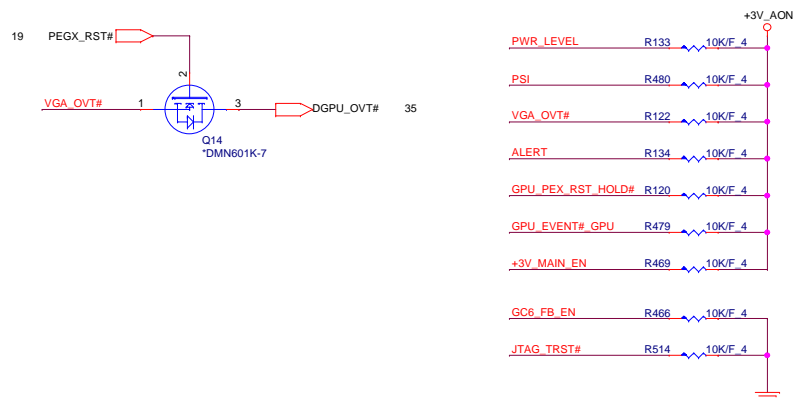 +3V_AON
19 PEGX_RST#
2
VGA_OVT# 1 3 DGPU_OVT# 35
Q14
*DMN601K-7
PWR_LEVEL R133 10K/F_4
PSI R480 10K/F_4
VGA_OVT# R122 10K/F_4
ALERT R134 10K/F_4
GPU_PEX_RST_HOLD# R120 10K/F_4
GPU_EVENT#_GPU R479 10K/F_4
+3V_MAIN_EN R469 10K/F_4
GC6_FB_EN R466 10K/F_4
JTAG_TRST# R514 10K/F_4